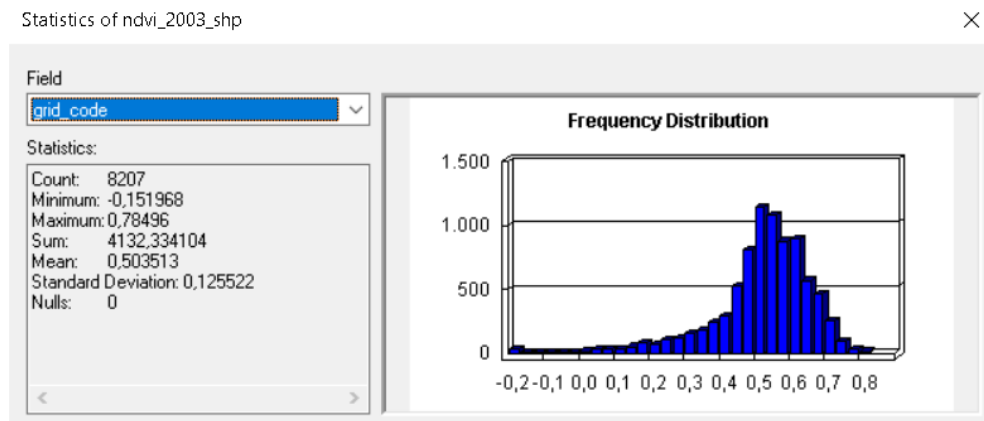 Statistics of ndvi_2003_shp
Field
grid_code
Statistics:
Count: 8207
Minimum: -0,151968
Maximum: 0,78496
Sum: 4132,334104
Mean: 0,503513
Standard Deviation: 0,125522
Nulls: 0
Frequency Distribution
1.500
1.000
500
0
-0,2 -0,1 0,0 0,1 0,2 0,3 0,4 0,5 0,6 0,7 0,8